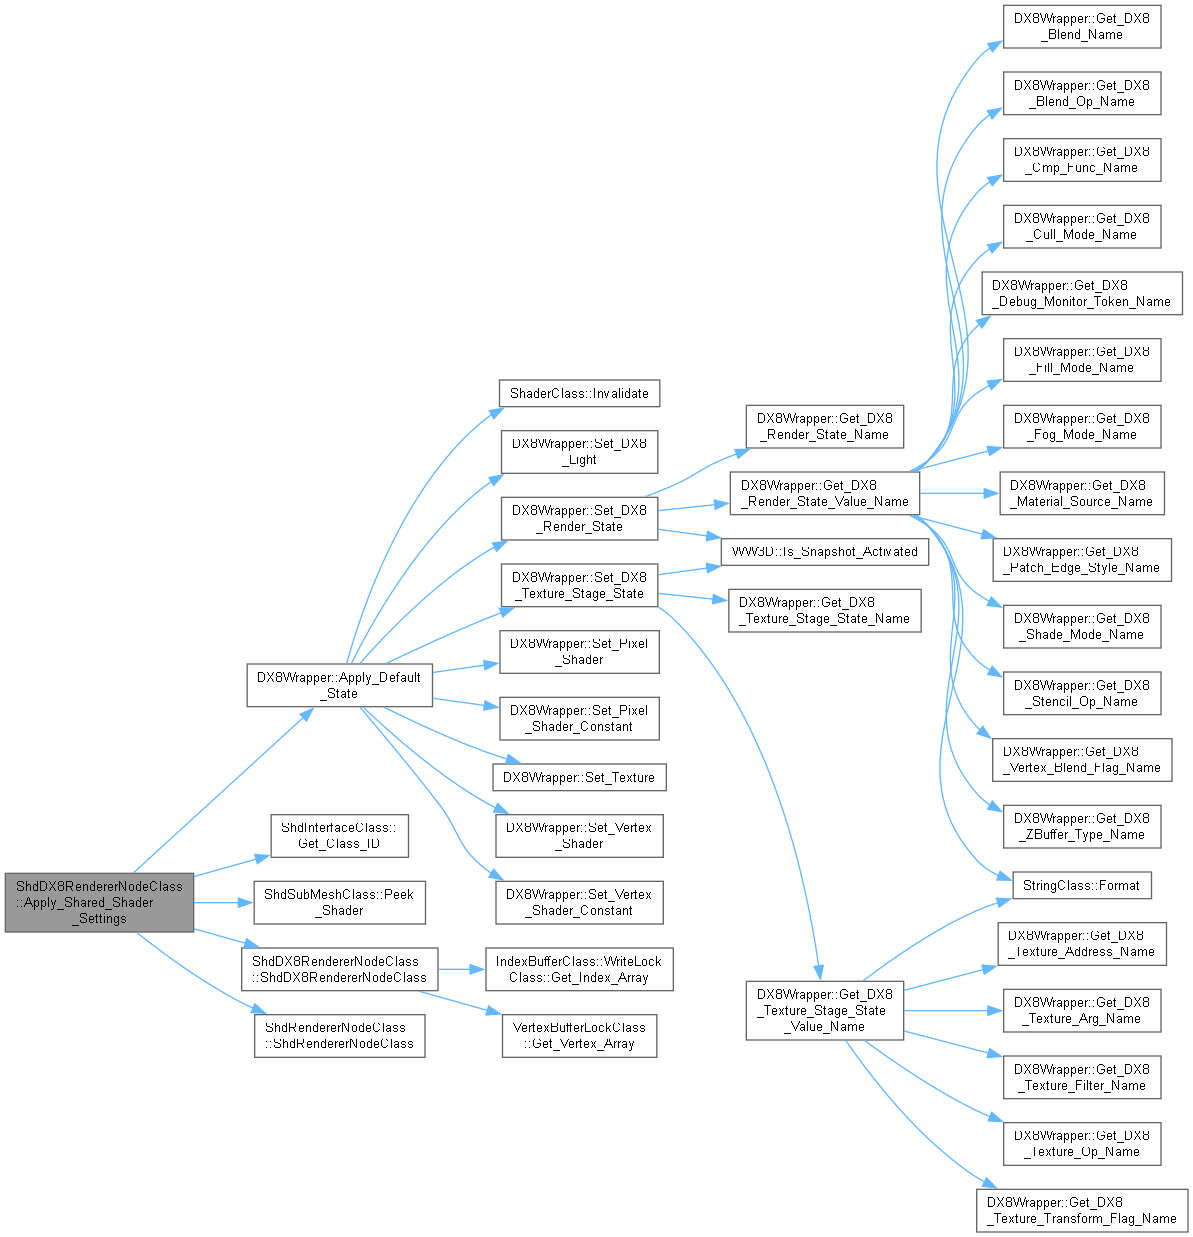 DX8Wrapper::Get_DX8
_Blend_Name
DX8Wrapper::Get_DX8
_Blend_Op_Name
DX8Wrapper::Get_DX8
_Cmp_Func_Name
DX8Wrapper::Get_DX8
_Cull_Mode_Name
DX8Wrapper::Get_DX8
_Debug_Monitor_Token_Name
DX8Wrapper::Get_DX8
_Fill_Mode_Name
DX8Wrapper::Get_DX8
_Fog_Mode_Name
DX8Wrapper::Get_DX8
_Material_Source_Name
DX8Wrapper::Get_DX8
_Patch_Edge_Style_Name
DX8Wrapper::Get_DX8
_Shade_Mode_Name
DX8Wrapper::Get_DX8
_Stencil_Op_Name
DX8Wrapper::Get_DX8
_Vertex_Blend_Flag_Name
DX8Wrapper::Get_DX8
_ZBuffer_Type_Name
StringClass::Format
DX8Wrapper::Get_DX8
_Texture_Address_Name
DX8Wrapper::Get_DX8
_Texture_Arg_Name
DX8Wrapper::Get_DX8
_Texture_Filter_Name
DX8Wrapper::Get_DX8
_Texture_Op_Name
DX8Wrapper::Get_DX8
_Texture_Transform_Flag_Name
DX8Wrapper::Get_DX8
_Render_State_Name
DX8Wrapper::Get_DX8
_Render_State_Value_Name
WW3D::Is_Snapshot_Activated
DX8Wrapper::Get_DX8
_Texture_Stage_State_Name
DX8Wrapper::Get_DX8
_Texture_Stage_State
_Value_Name
ShaderClass::Invalidate
DX8Wrapper::Set_DX8
_Light
DX8Wrapper::Set_DX8
_Render_State
DX8Wrapper::Set_DX8
_Texture_Stage_State
DX8Wrapper::Set_Pixel
_Shader
DX8Wrapper::Set_Pixel
_Shader_Constant
DX8Wrapper::Set_Texture
DX8Wrapper::Set_Vertex
_Shader
DX8Wrapper::Set_Vertex
_Shader_Constant
IndexBufferClass::WriteLock
Class::Get_Index_Array
VertexBufferLockClass
::Get_Vertex_Array
DX8Wrapper::Apply_Default
_State
ShdInterfaceClass::
Get_Class_ID
ShdSubMeshClass::Peek
_Shader
ShdDX8RendererNodeClass
::ShdDX8RendererNodeClass
ShdRendererNodeClass
::ShdRendererNodeClass
ShdDX8RendererNodeClass
::Apply_Shared_Shader
_Settings